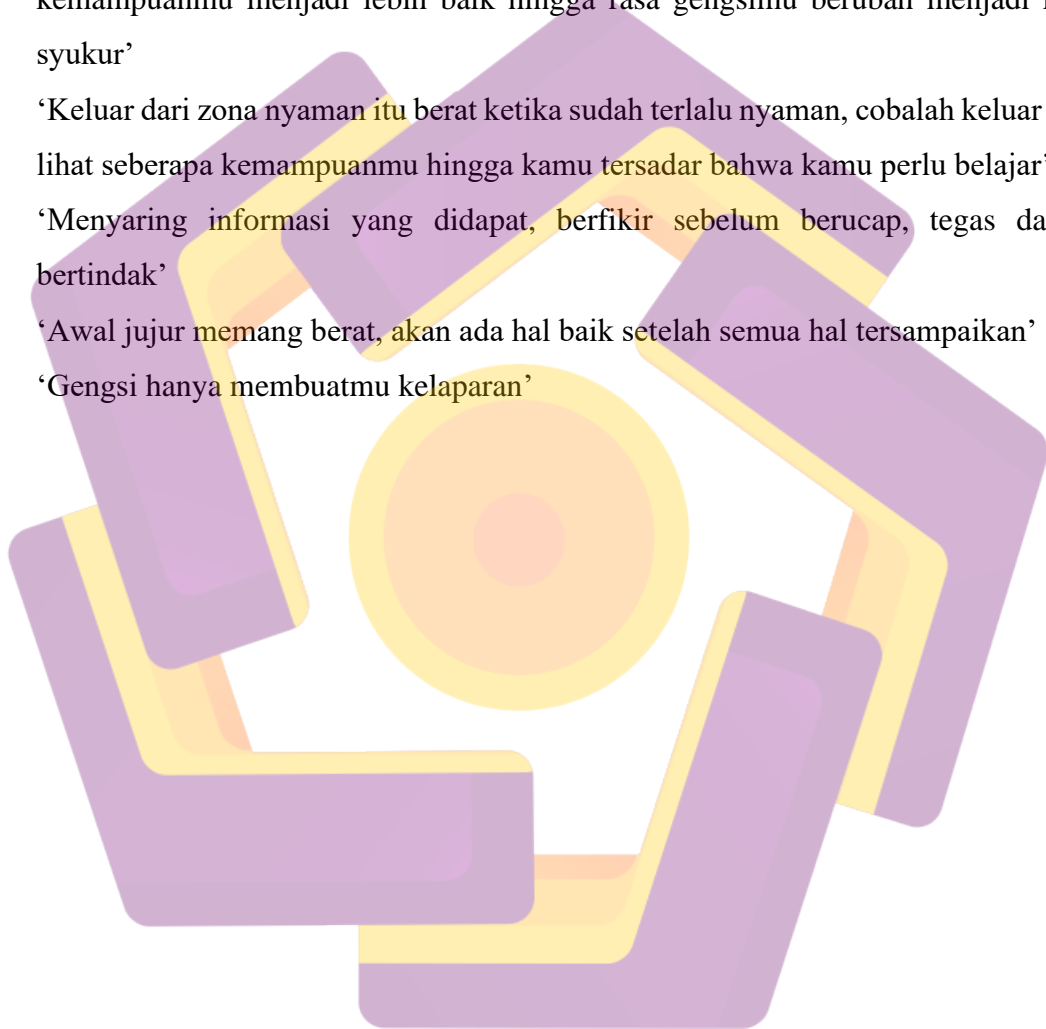 kemampuanmu menjadi lebih baik hingga rasa gengsimu berubah menjadi
syukur’
‘Keluar dari zona nyaman itu berat ketika sudah terlalu nyaman, cobalah keluar
lihat seberapa kemampuanmu hingga kamu tersadar bahwa kamu perlu belajar’
‘Menyaring informasi yang didapat, berfikir sebelum berucap, tegas da
bertindak’
‘Awal jujur memang berat, akan ada hal baik setelah semua hal tersampaikan’
‘Gengsi hanya membuatmu kelaparan’